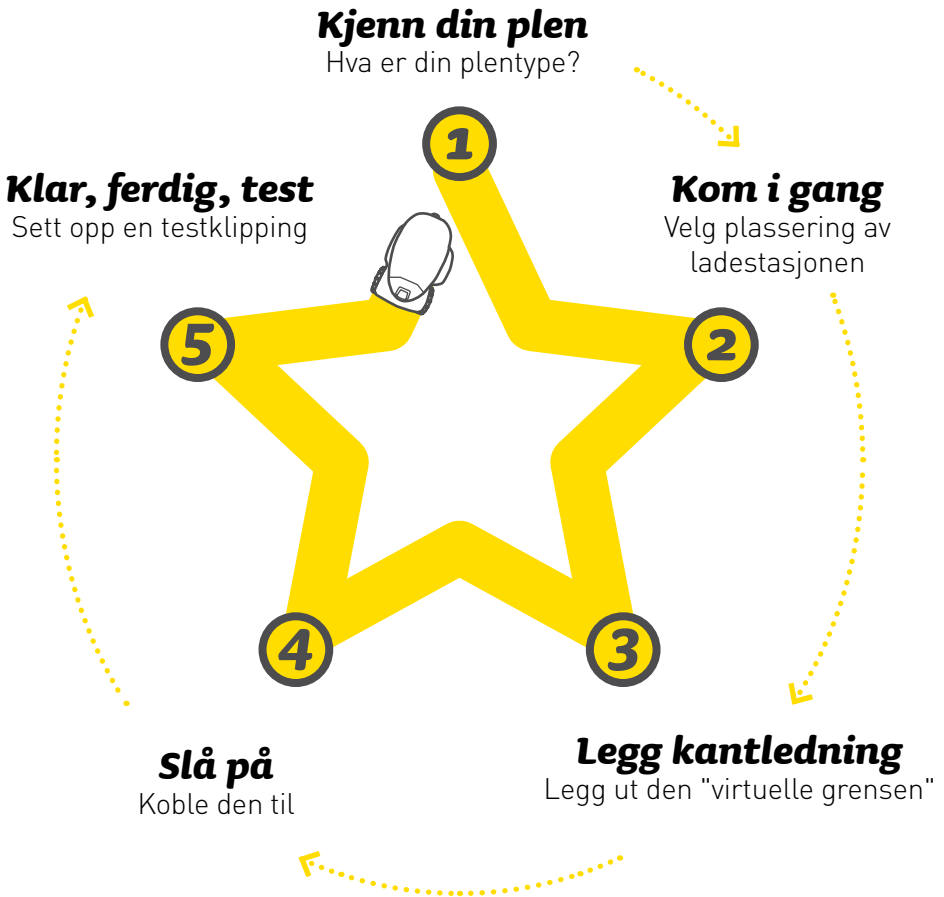 Kjenn din plen
Hva er din plentype?
1
Kom i gang
Velg plassering av
ladestasjonen
2
Legg kantledning
Legg ut den "virtuelle grensen"
3
Slå på
Koble den til
4
Klar, ferdig, test
Sett opp en testklipping
5